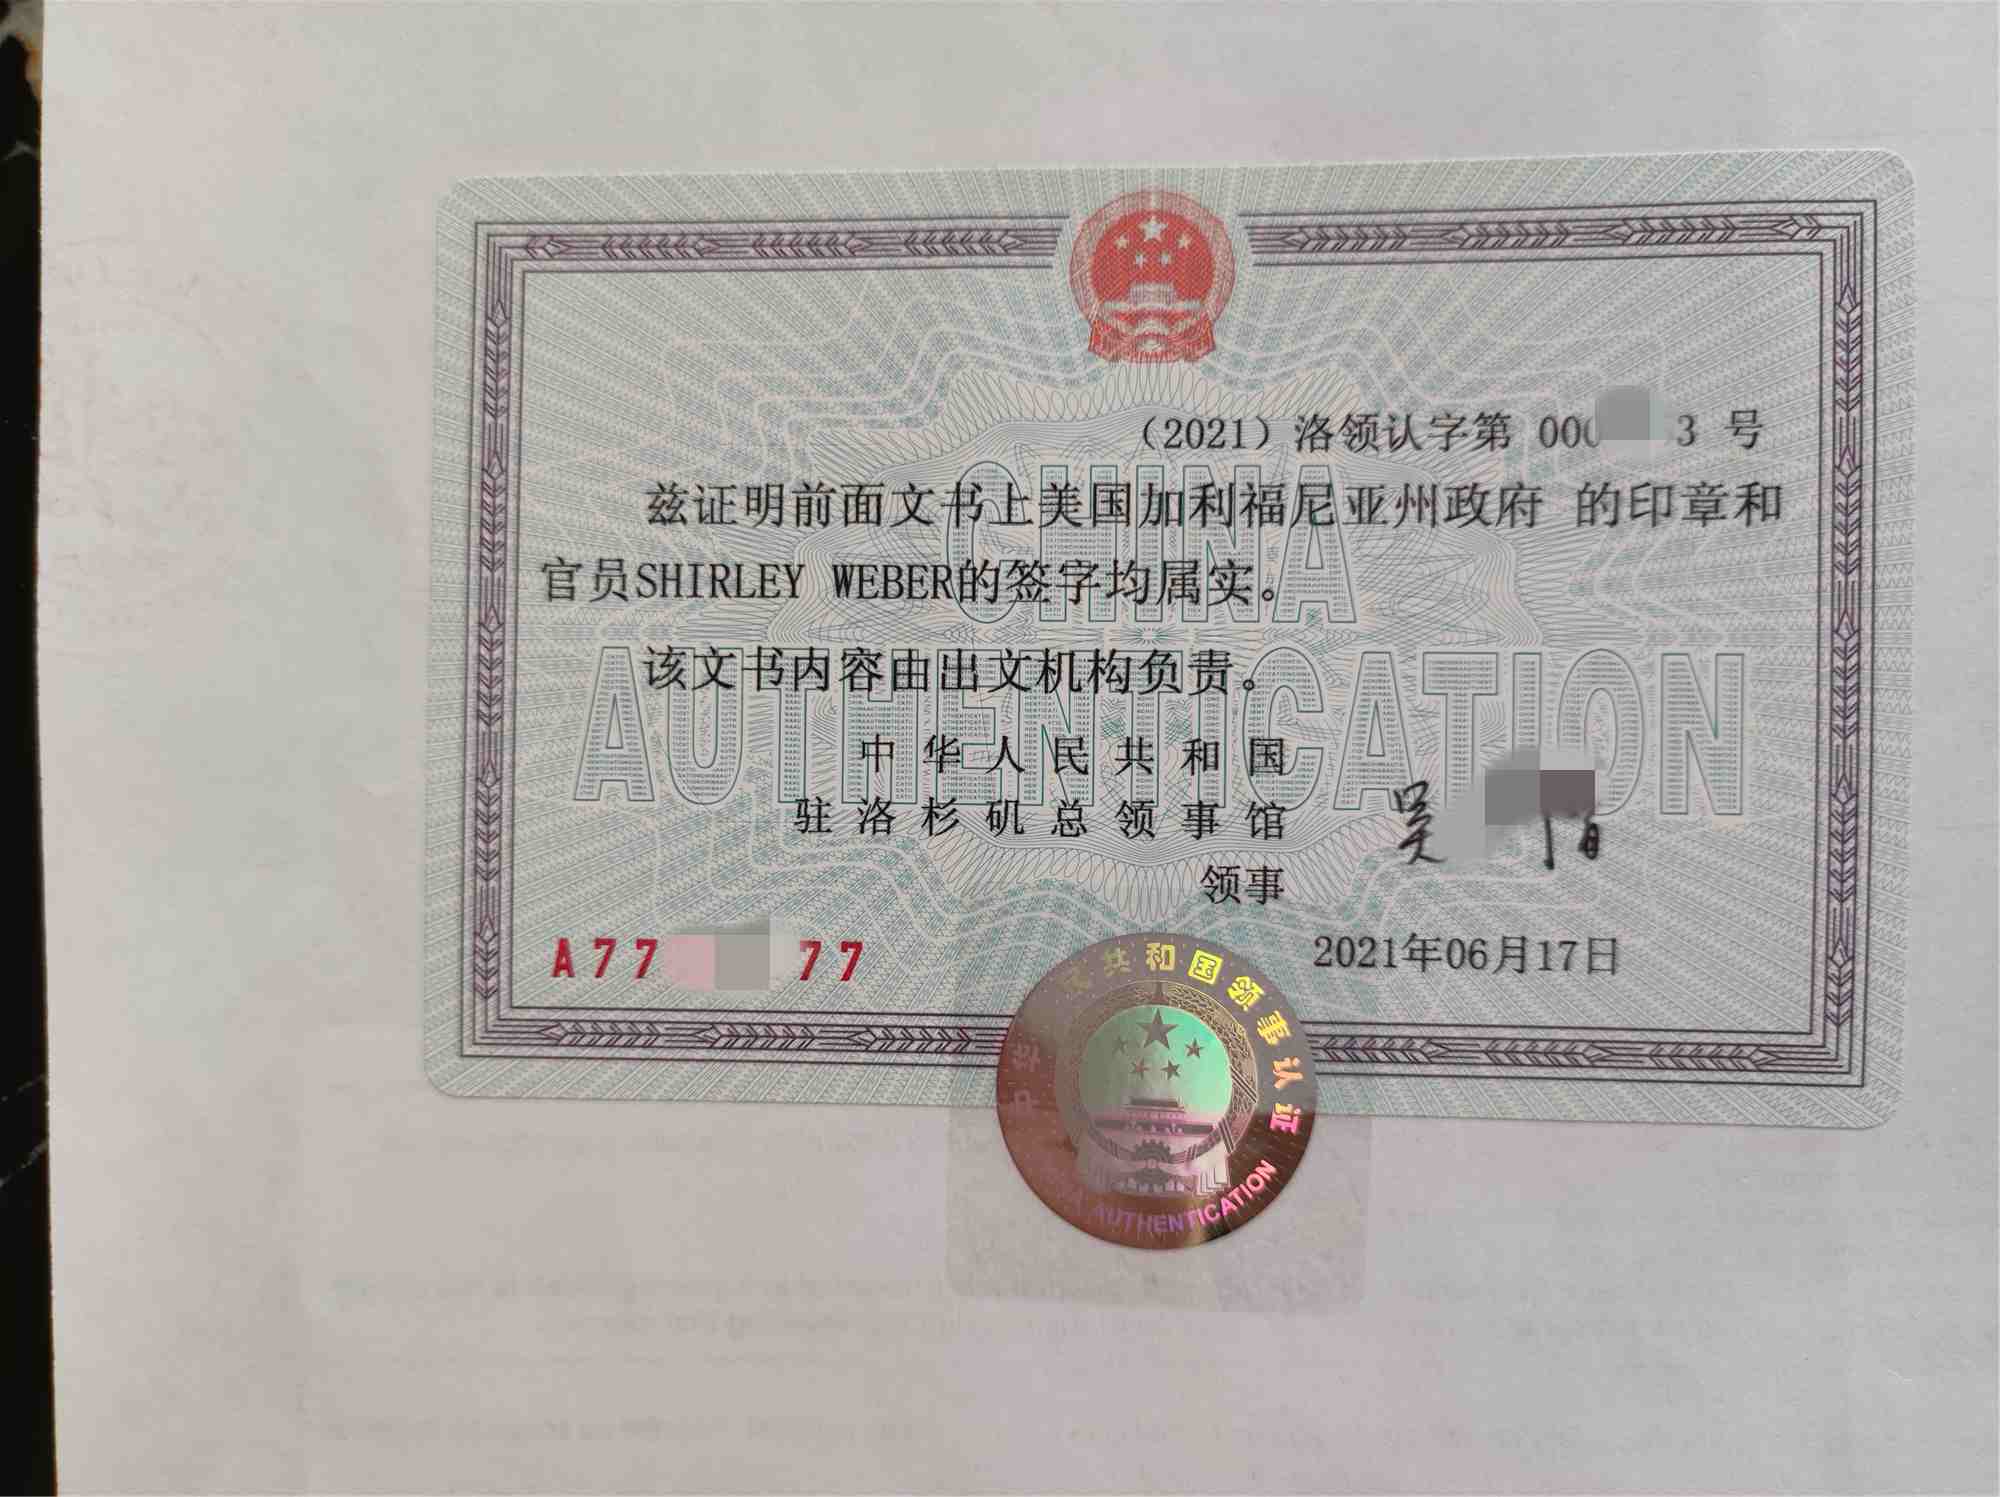 （2021）洛领认字第 000 3 号
兹证明前面文书上美国加利福尼亚州政府 的印章和
官员SHIRLEY WEBER的签字均属实。
该文书内容由出文机构负责。
CHINA
AUTHENTICATION
中华人民共和国
驻洛杉矶总领事馆
领事
吴
A77 77
2021年06月17日
中华 共和国领事认证
AUTHENTICATION